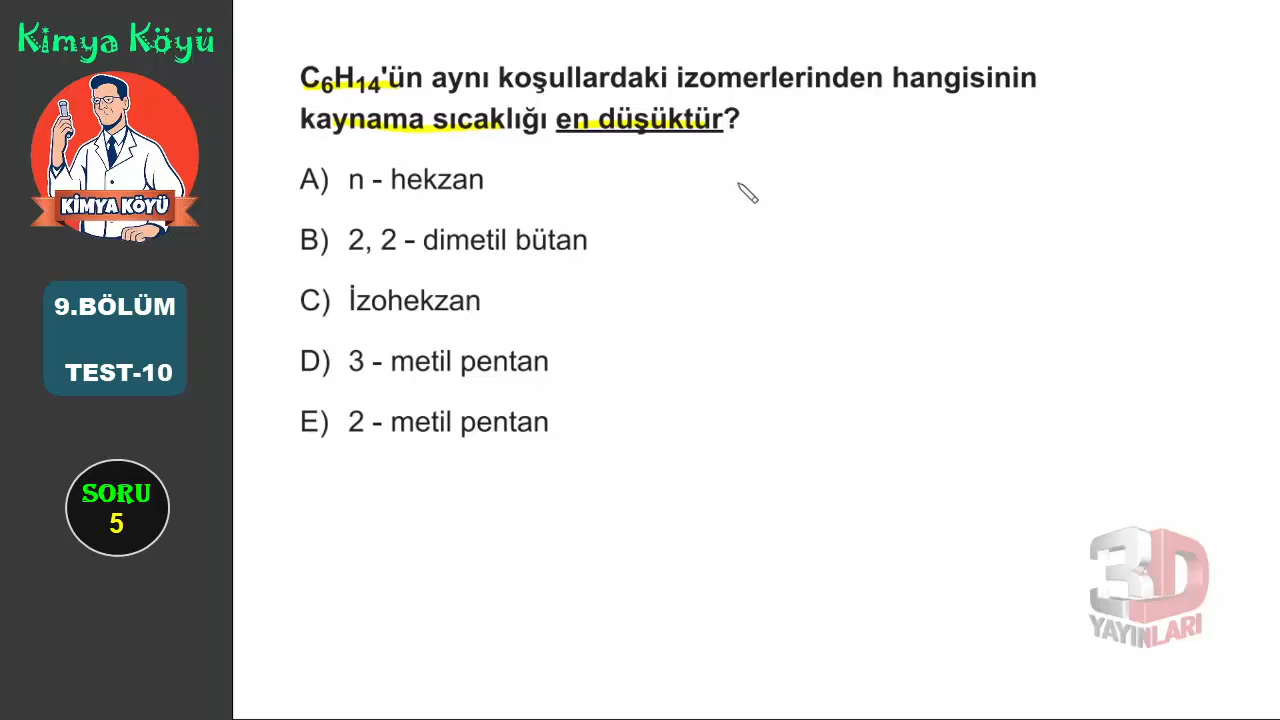 Kimya Köyü
KİMYA KÖYÜ
9.BÖLÜM
TEST-10
SORU
5
C₆H₁₄'ün aynı koşullardaki izomerlerinden hangisinin
kaynama sıcaklığı en düşüktür?
A) n - hekzan
B) 2, 2 - dimetil bütan
C) İzohekzan
D) 3 - metil pentan
E) 2 - metil pentan
3D
YAYINLARI